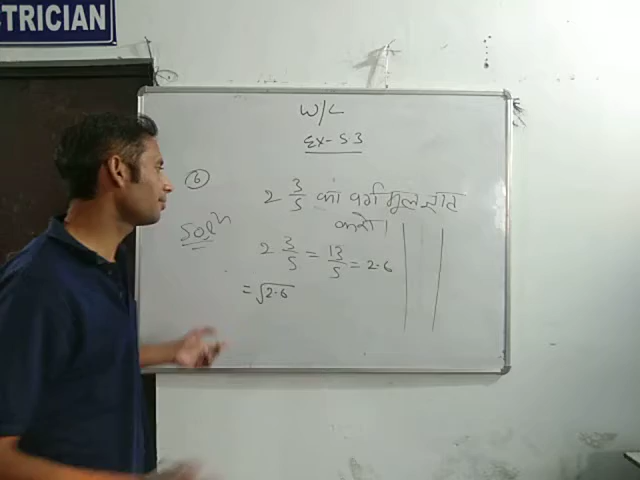 TRICIAN
W/C
Ex-5.3
6
2 3/5 का वर्गमूल ज्ञात
करो।
Solⁿ
2 3/5 = 13/5 = 2.6
= √2.6